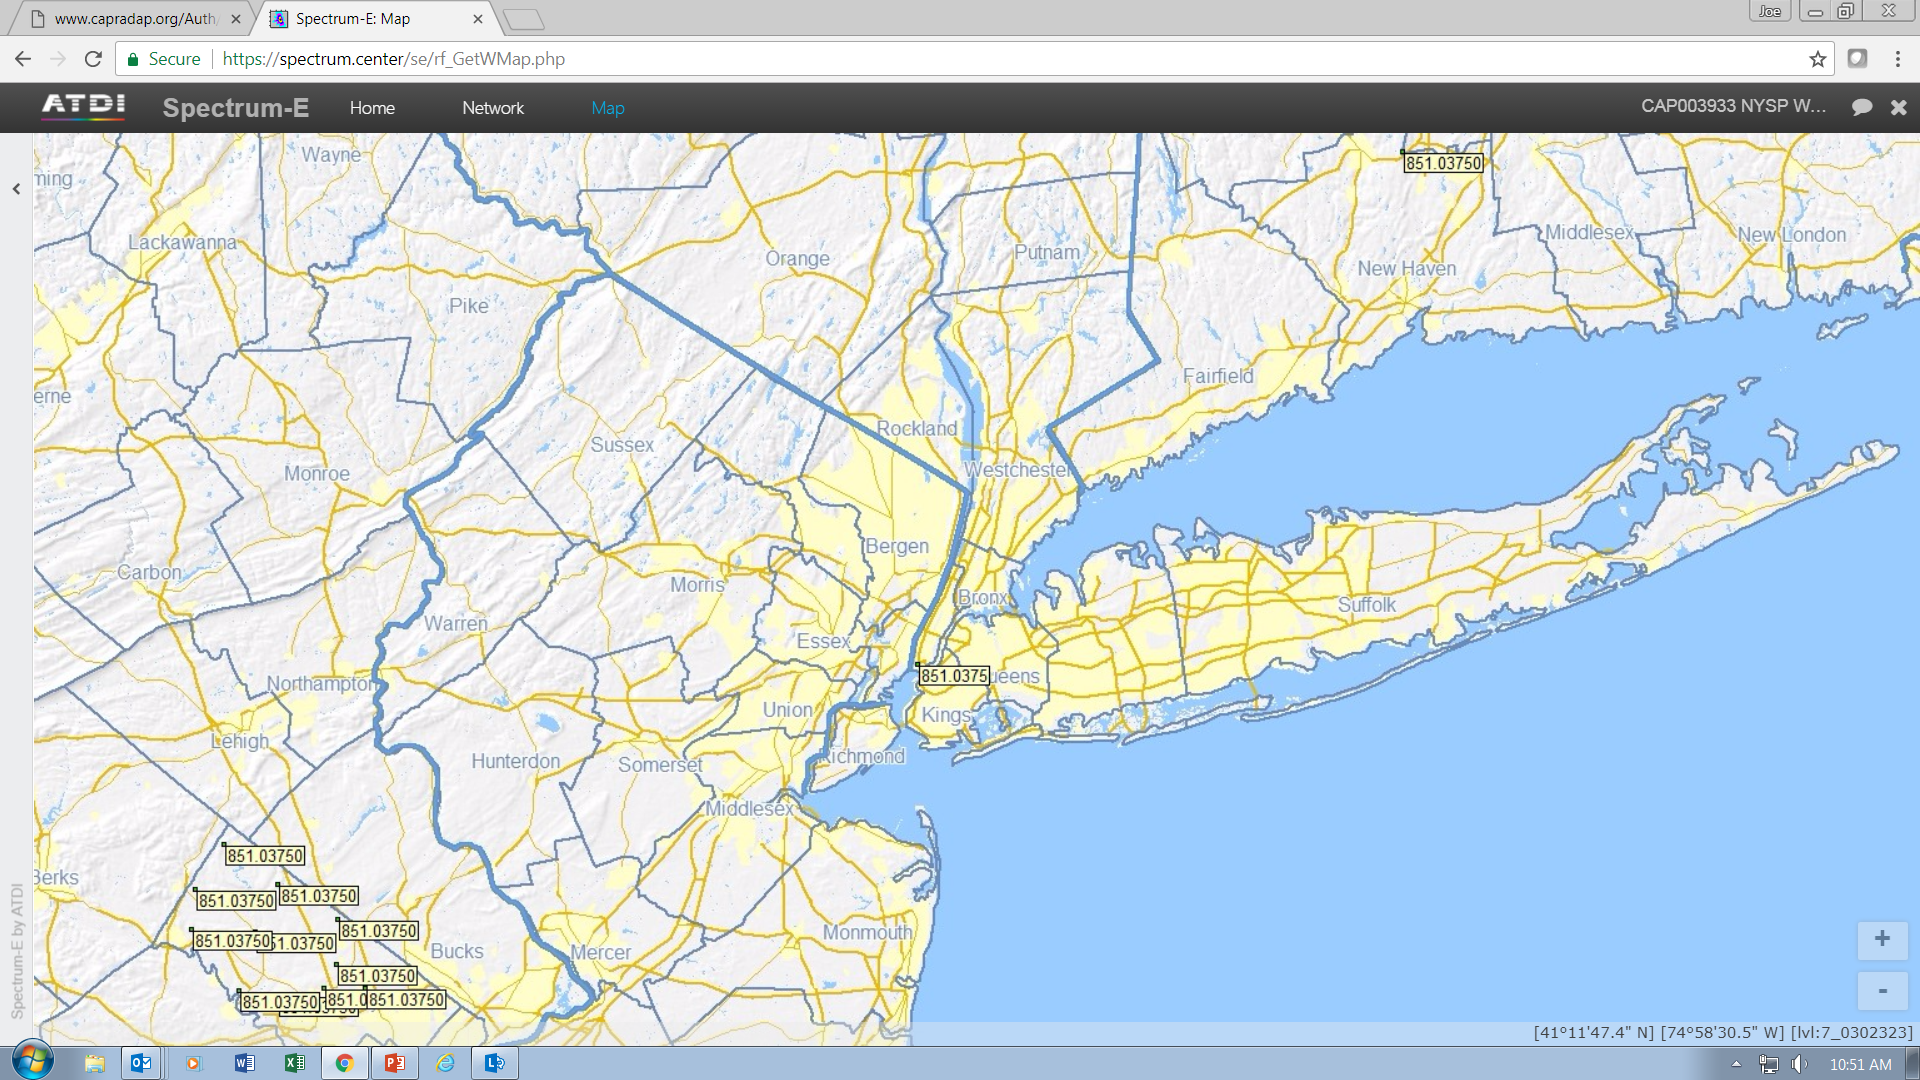 www.capradap.org/Auth
Spectrum-E: Map
Joe
Secure
https://spectrum.center/se/rf_GetWMap.php
ATDI
Spectrum-E
Home
Network
Map
CAP003933 NYSP W...
Wayne
851.03750
ming
Lackawanna
Orange
Putnam
Middlesex
New London
New Haven
Pike
Fairfield
erne
Rockland
Sussex
Monroe
Westchester
Bergen
Carbon
Morris
Bronx
Suffolk
Warren
Essex
851.0375
ueens
Northampton
Union
Kings
Lehigh
Hunterdon
Somerset
Richmond
Middlesex
851.03750
Berks
851.03750
851.03750
851.03750
851.03750
51.03750
Bucks
Mercer
Monmouth
851.03750
851.03750
851.0
851.03750
Spectrum-E by ATDI
+
-
[41°11'47.4" N] [74°58'30.5" W] [lvl:7_0302323]
10:51 AM